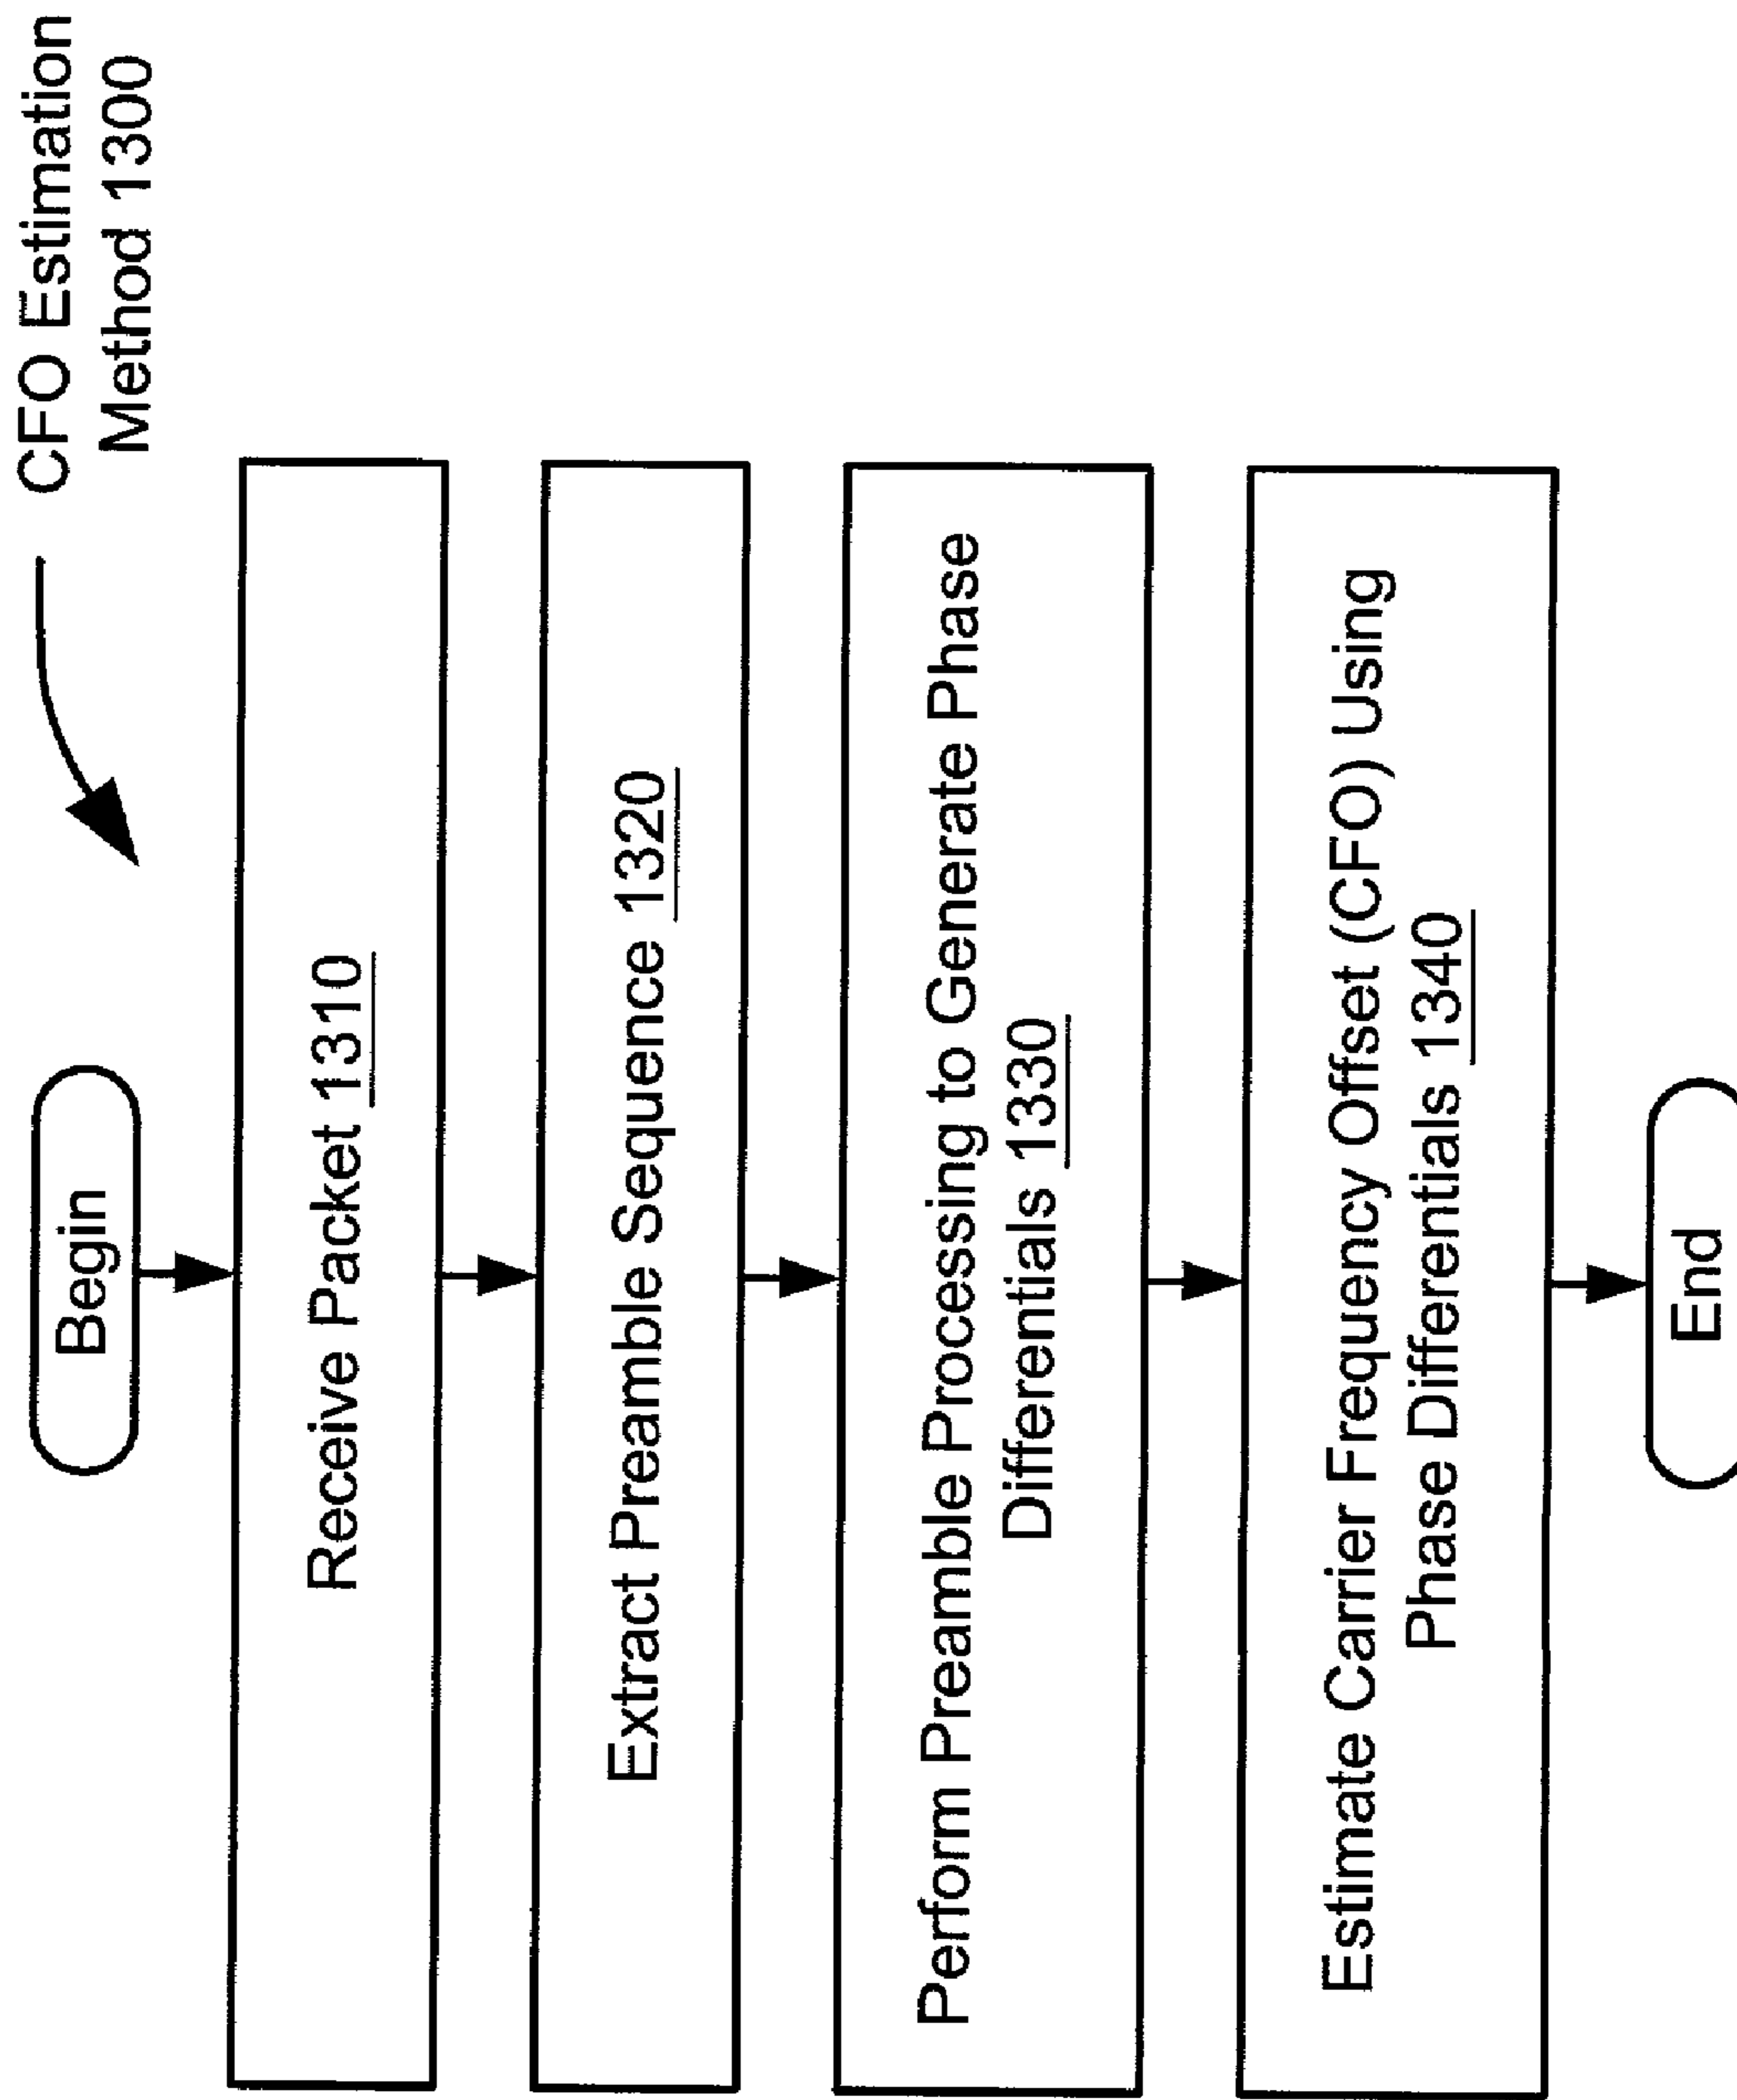 CFO Estimation
Method 1300
Begin
Receive Packet 1310
Extract Preamble Sequence 1320
Perform Preamble Processing to Generate Phase
Differentials 1330
Estimate Carrier Frequency Offset (CFO) Using
Phase Differentials 1340
End